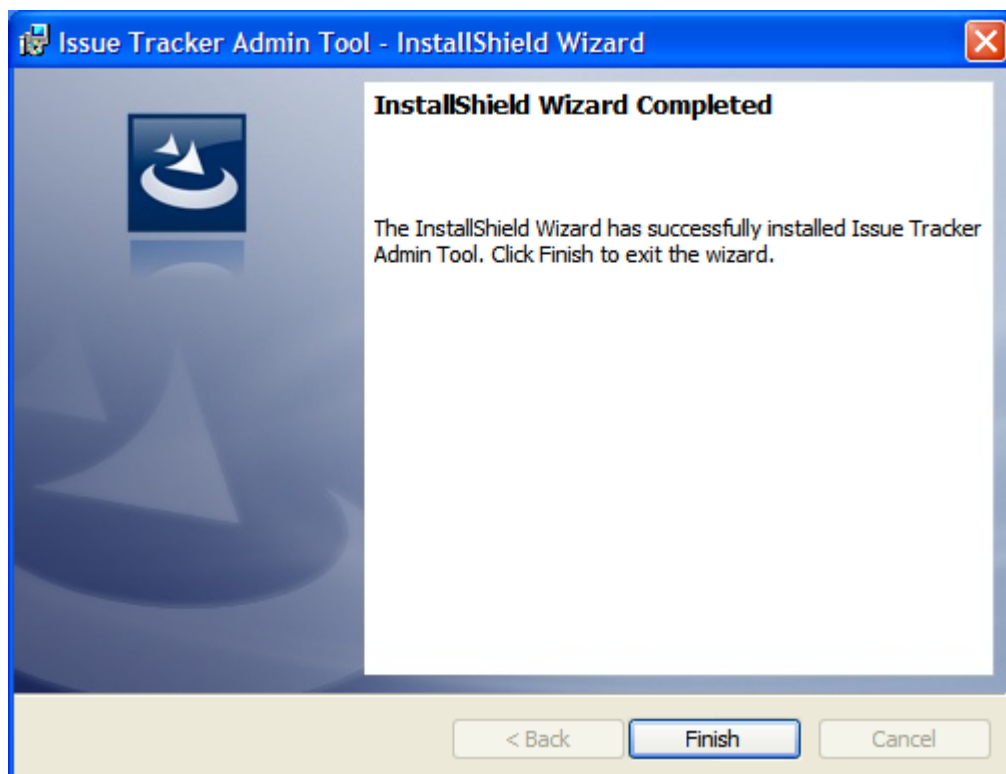 Issue Tracker Admin Tool - InstallShield Wizard
InstallShield Wizard Completed
The InstallShield Wizard has successfully installed Issue Tracker
Admin Tool. Click Finish to exit the wizard.
< Back Finish Cancel